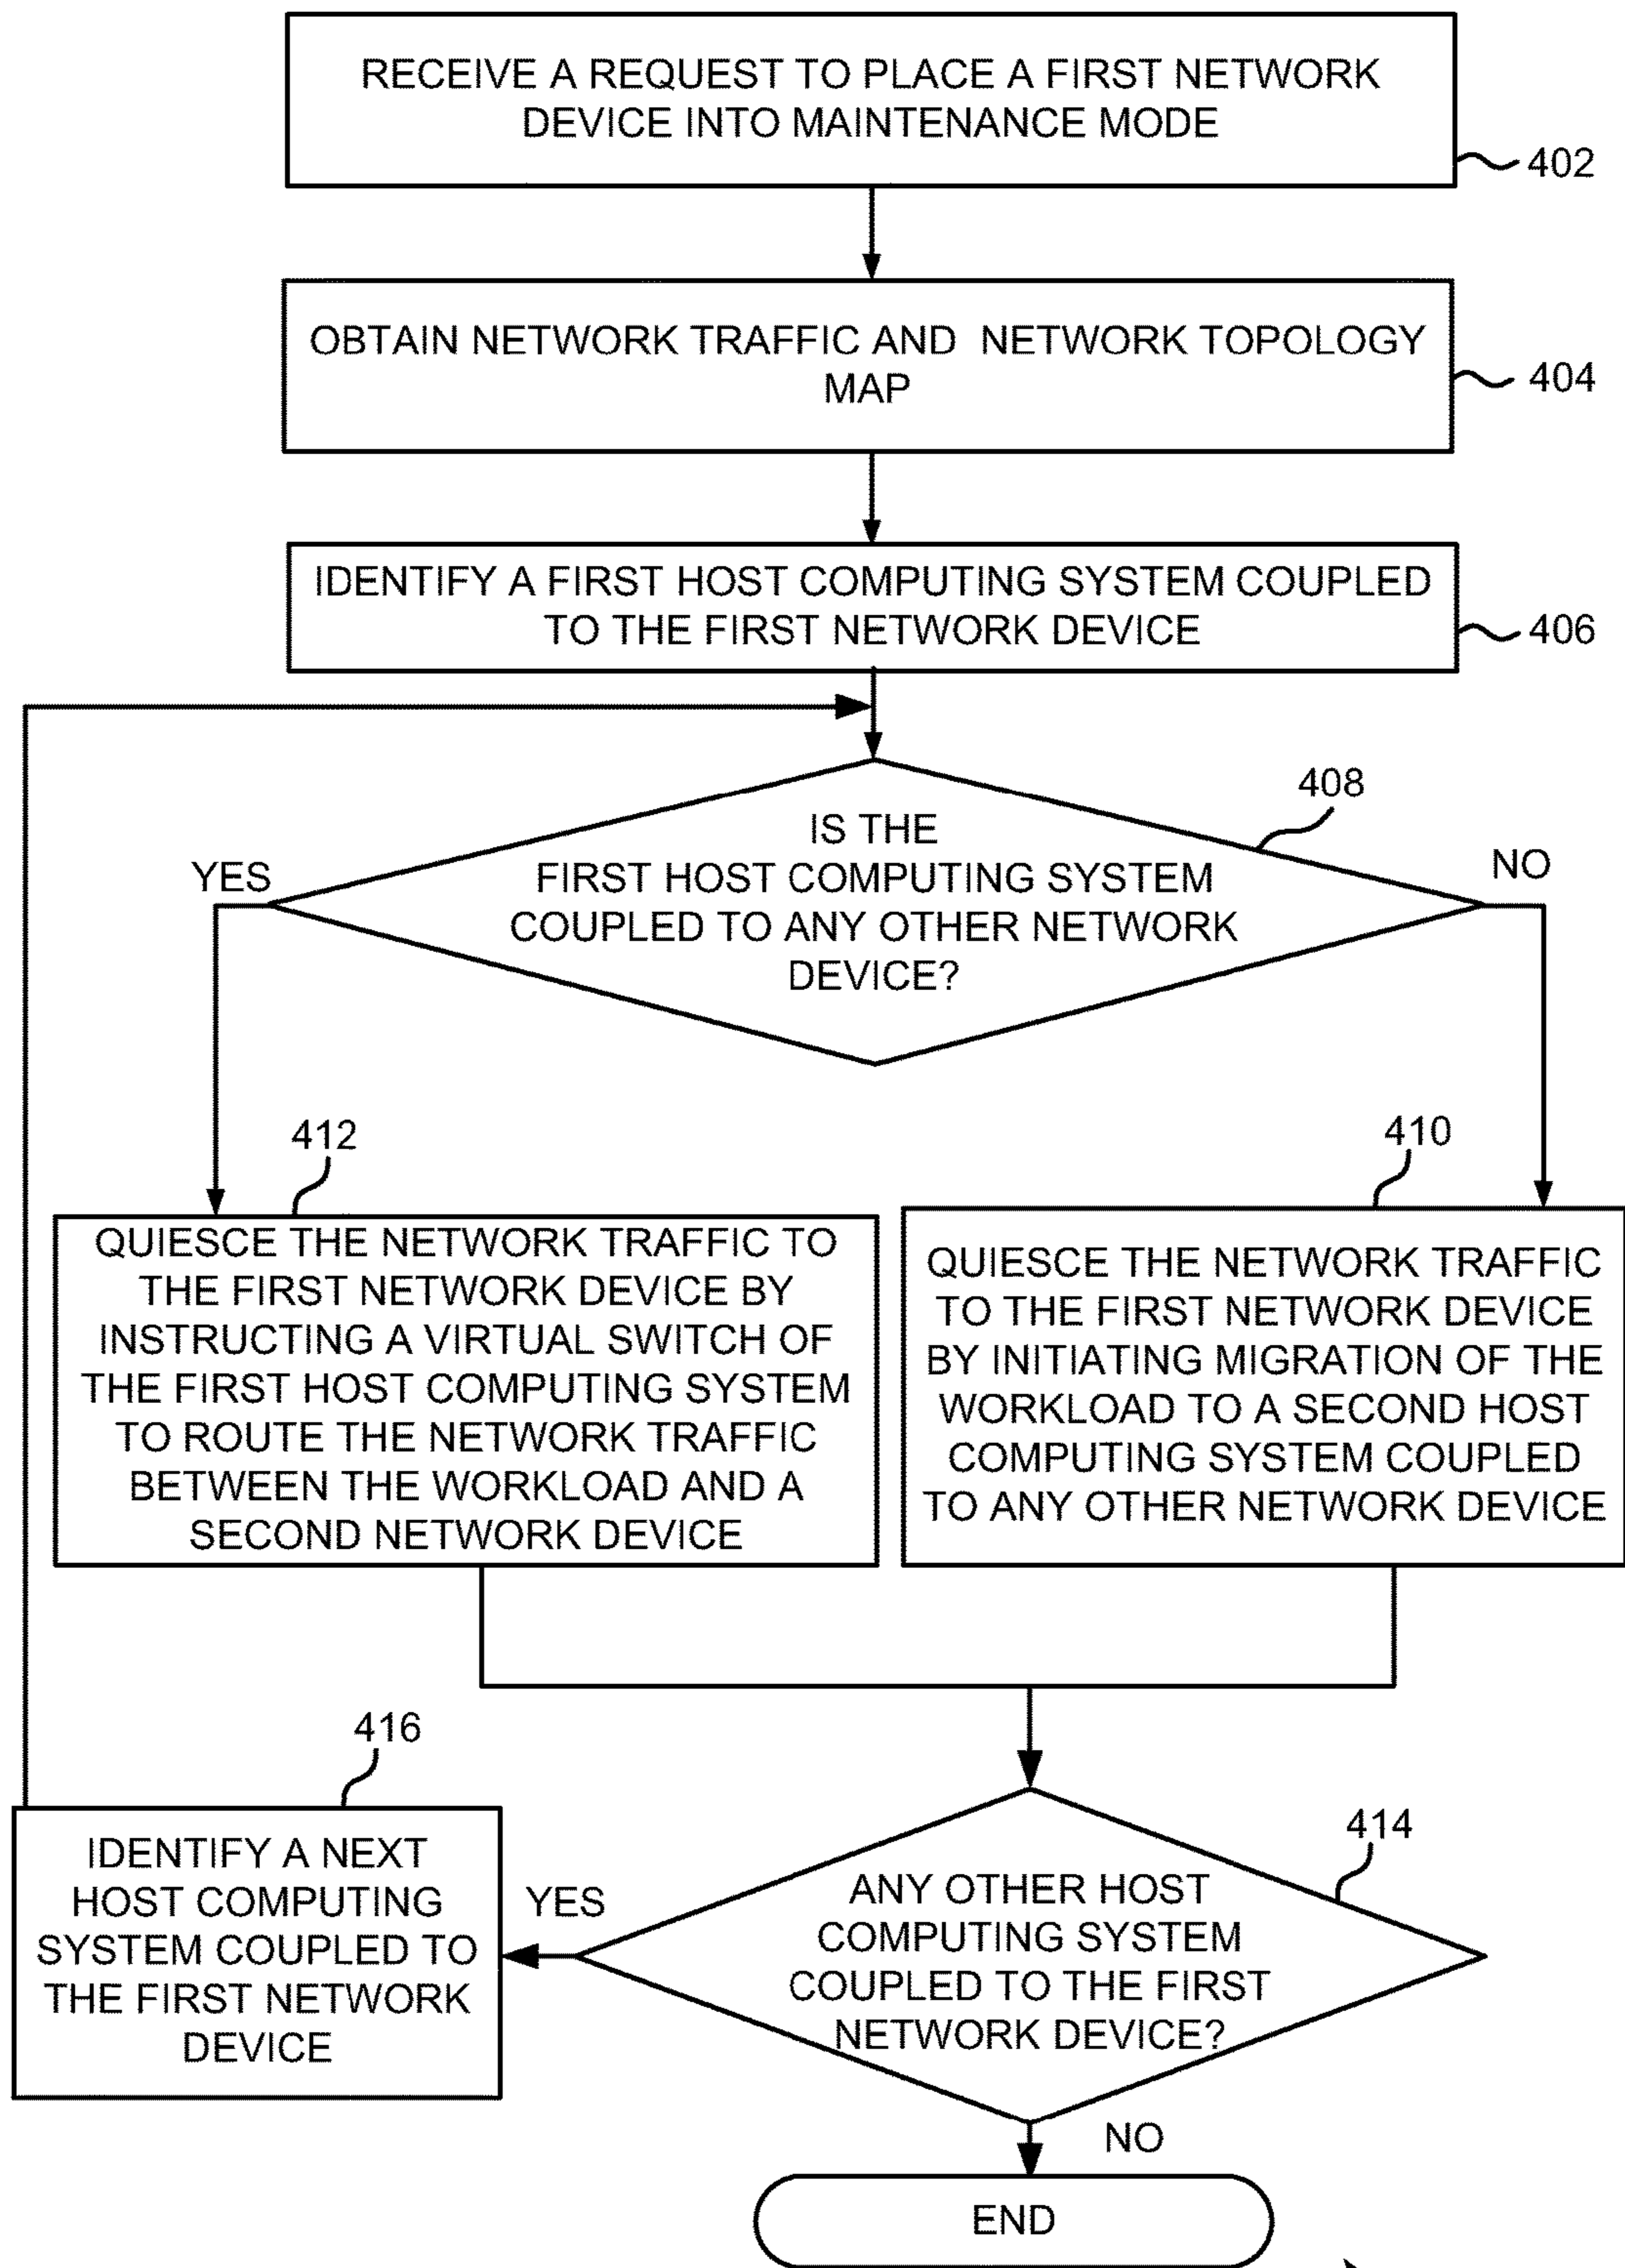 RECEIVE A REQUEST TO PLACE A FIRST NETWORK
DEVICE INTO MAINTENANCE MODE
402
OBTAIN NETWORK TRAFFIC AND NETWORK TOPOLOGY
MAP
404
IDENTIFY A FIRST HOST COMPUTING SYSTEM COUPLED
TO THE FIRST NETWORK DEVICE
406
408
IS THE
FIRST HOST COMPUTING SYSTEM
COUPLED TO ANY OTHER NETWORK
DEVICE?
YES
NO
412
QUIESCE THE NETWORK TRAFFIC TO
THE FIRST NETWORK DEVICE BY
INSTRUCTING A VIRTUAL SWITCH OF
THE FIRST HOST COMPUTING SYSTEM
TO ROUTE THE NETWORK TRAFFIC
BETWEEN THE WORKLOAD AND A
SECOND NETWORK DEVICE
410
QUIESCE THE NETWORK TRAFFIC
TO THE FIRST NETWORK DEVICE
BY INITIATING MIGRATION OF THE
WORKLOAD TO A SECOND HOST
COMPUTING SYSTEM COUPLED
TO ANY OTHER NETWORK DEVICE
416
IDENTIFY A NEXT
HOST COMPUTING
SYSTEM COUPLED TO
THE FIRST NETWORK
DEVICE
YES
414
ANY OTHER HOST
COMPUTING SYSTEM
COUPLED TO THE FIRST
NETWORK DEVICE?
NO
END